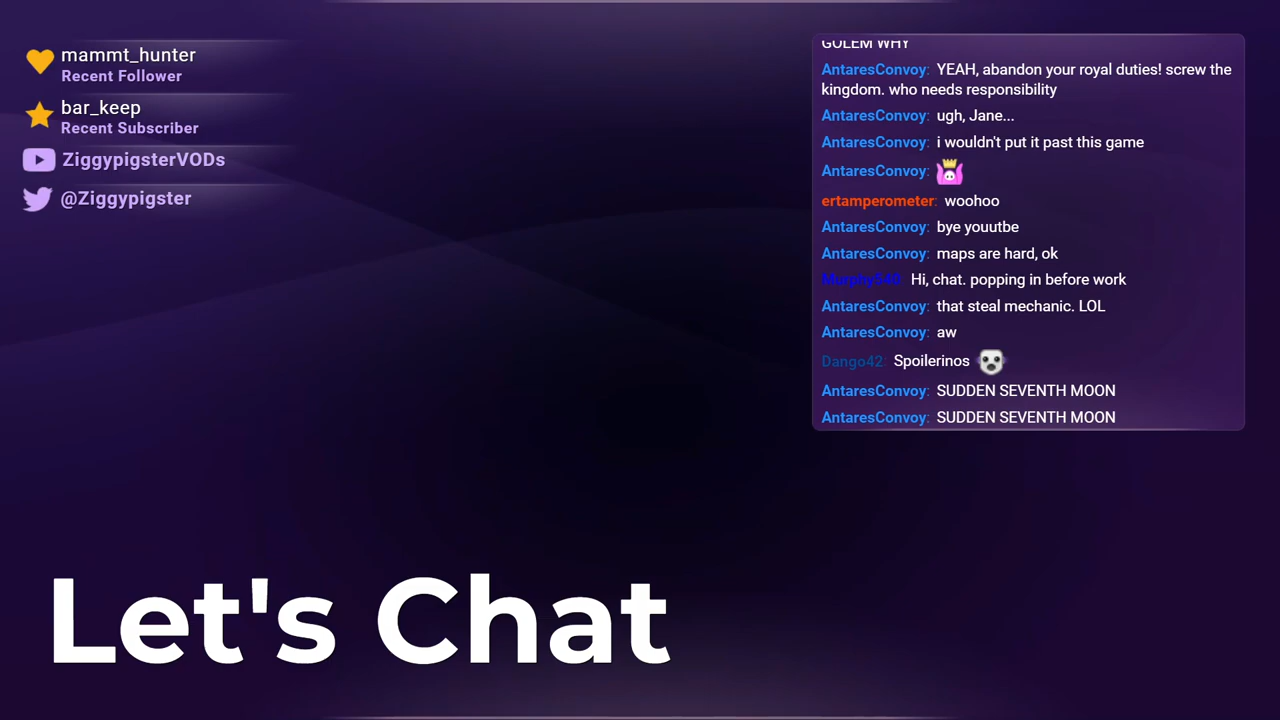 mammt_hunter
Recent Follower
bar_keep
Recent Subscriber
ZiggypigsterVODs
@Ziggypigster
GOLEM WHY
AntaresConvoy: YEAH, abandon your royal duties! screw the
kingdom. who needs responsibility
AntaresConvoy: ugh, Jane...
AntaresConvoy: i wouldn't put it past this game
AntaresConvoy:
ertamperometer: woohoo
AntaresConvoy: bye youutbe
AntaresConvoy: maps are hard, ok
Murphy540: Hi, chat. popping in before work
AntaresConvoy: that steal mechanic. LOL
AntaresConvoy: aw
Dango42: Spoilerinos
AntaresConvoy: SUDDEN SEVENTH MOON
AntaresConvoy: SUDDEN SEVENTH MOON
Let's Chat